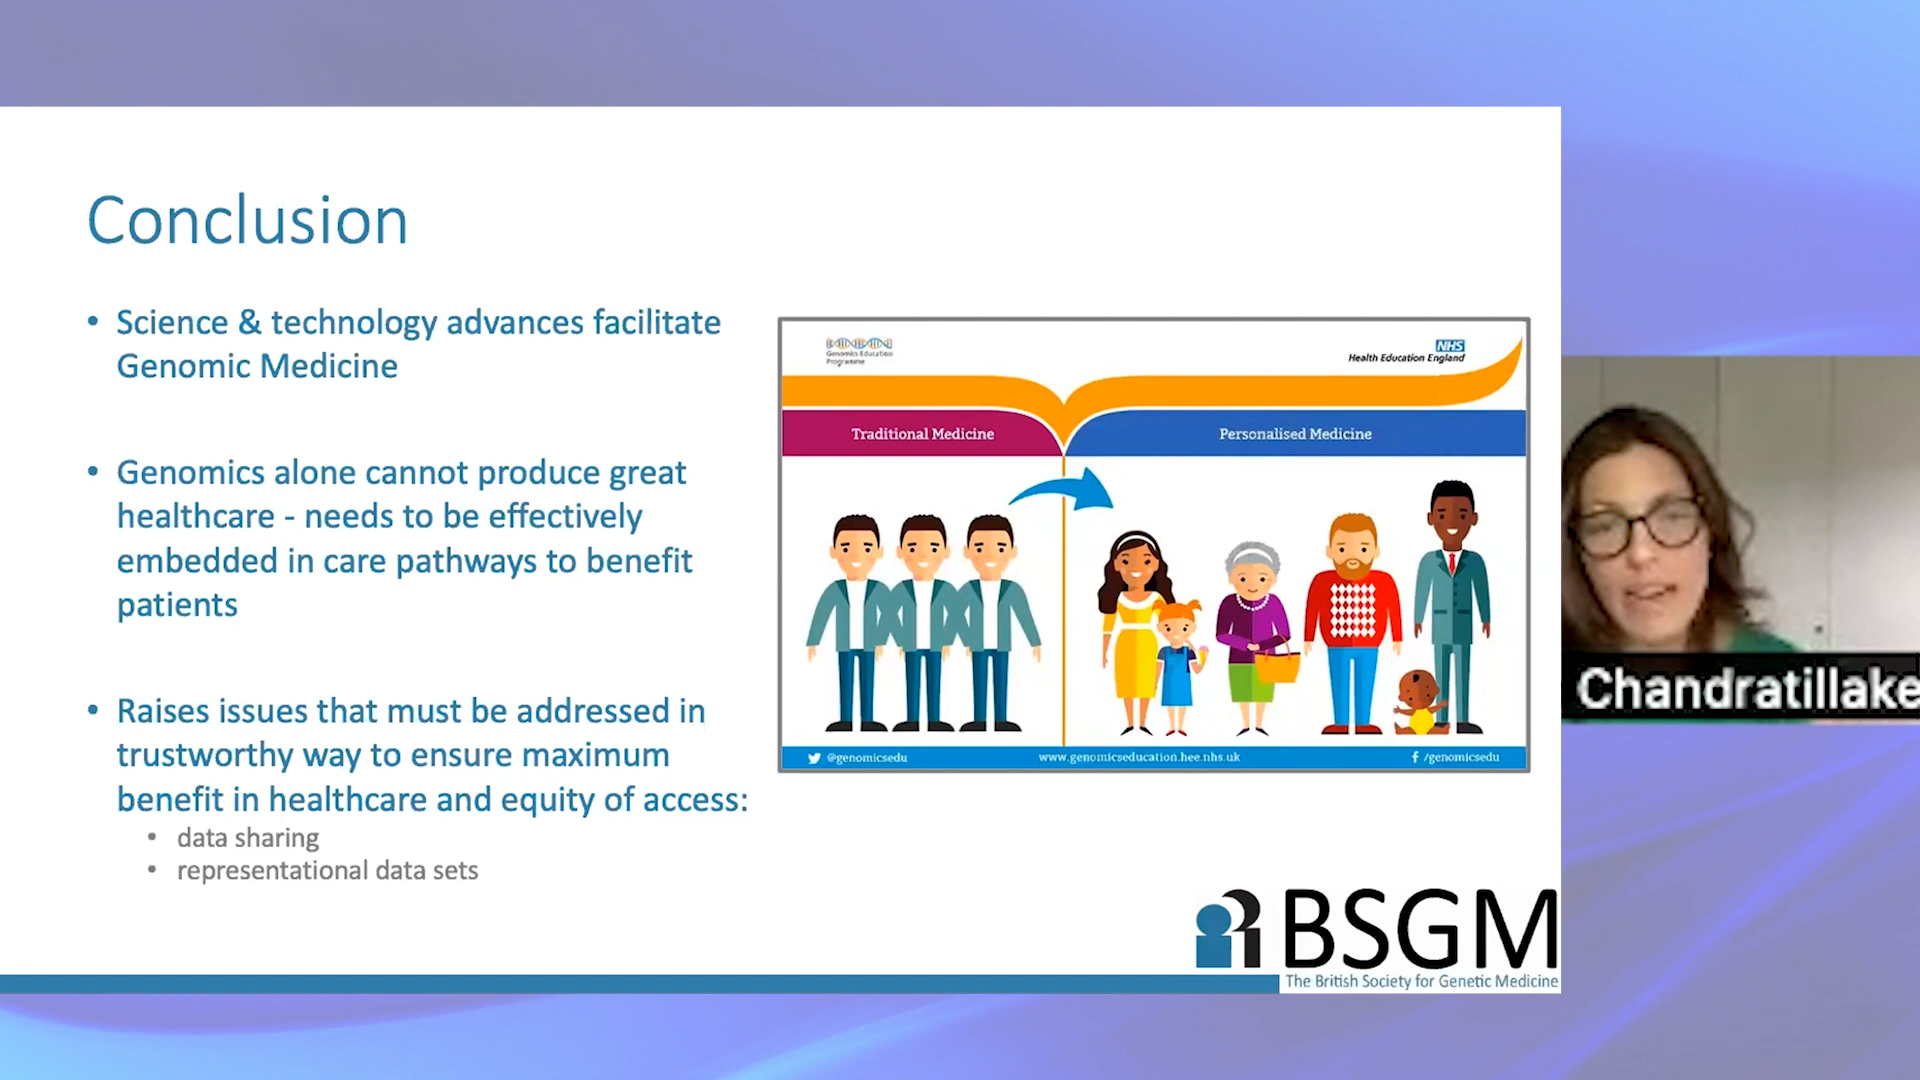 Conclusion
• Science & technology advances facilitate
Genomic Medicine
• Genomics alone cannot produce great
healthcare - needs to be effectively
embedded in care pathways to benefit
patients
• Raises issues that must be addressed in
trustworthy way to ensure maximum
benefit in healthcare and equity of access:
• data sharing
• representational data sets
Genomics Education
Programme
NHS
Health Education England
Traditional Medicine
Personalised Medicine
@genomicsedu
www.genomicseducation.hee.nhs.uk
/genomicsedu
Chandratillake
BSGM
The British Society for Genetic Medicine